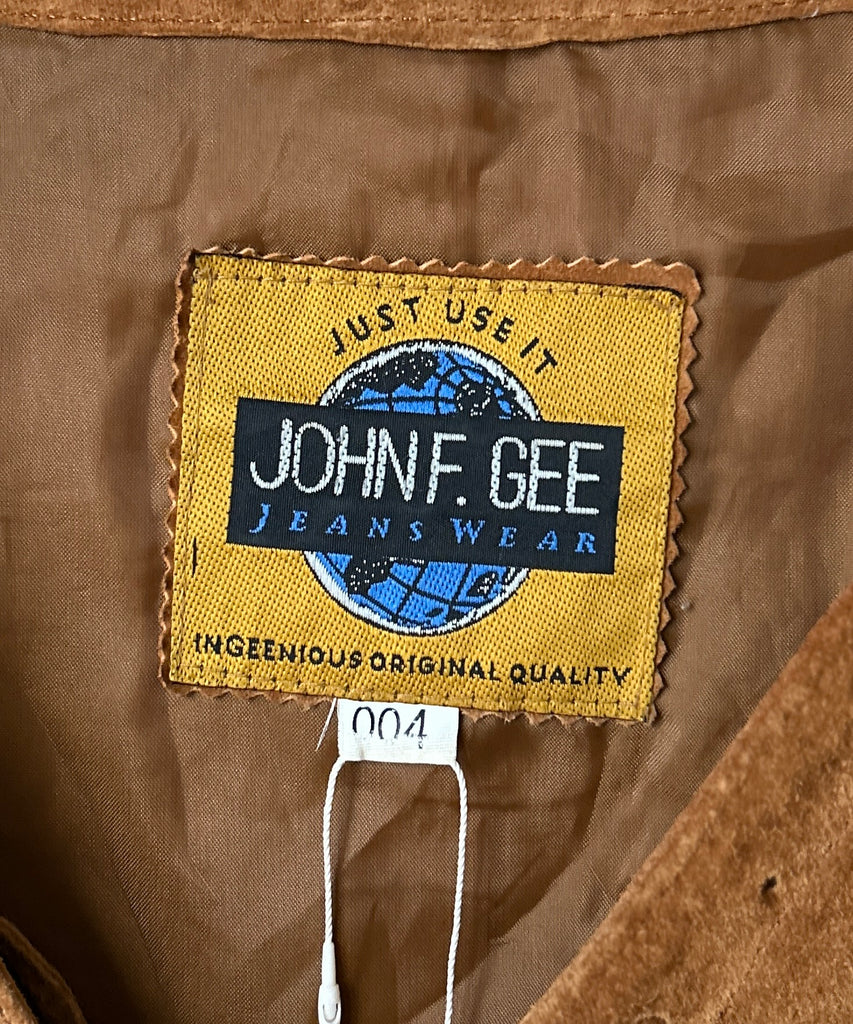 JUST USE IT
JOHN F. GEE
JEANS WEAR
INGEENIOUS ORIGINAL QUALITY
004